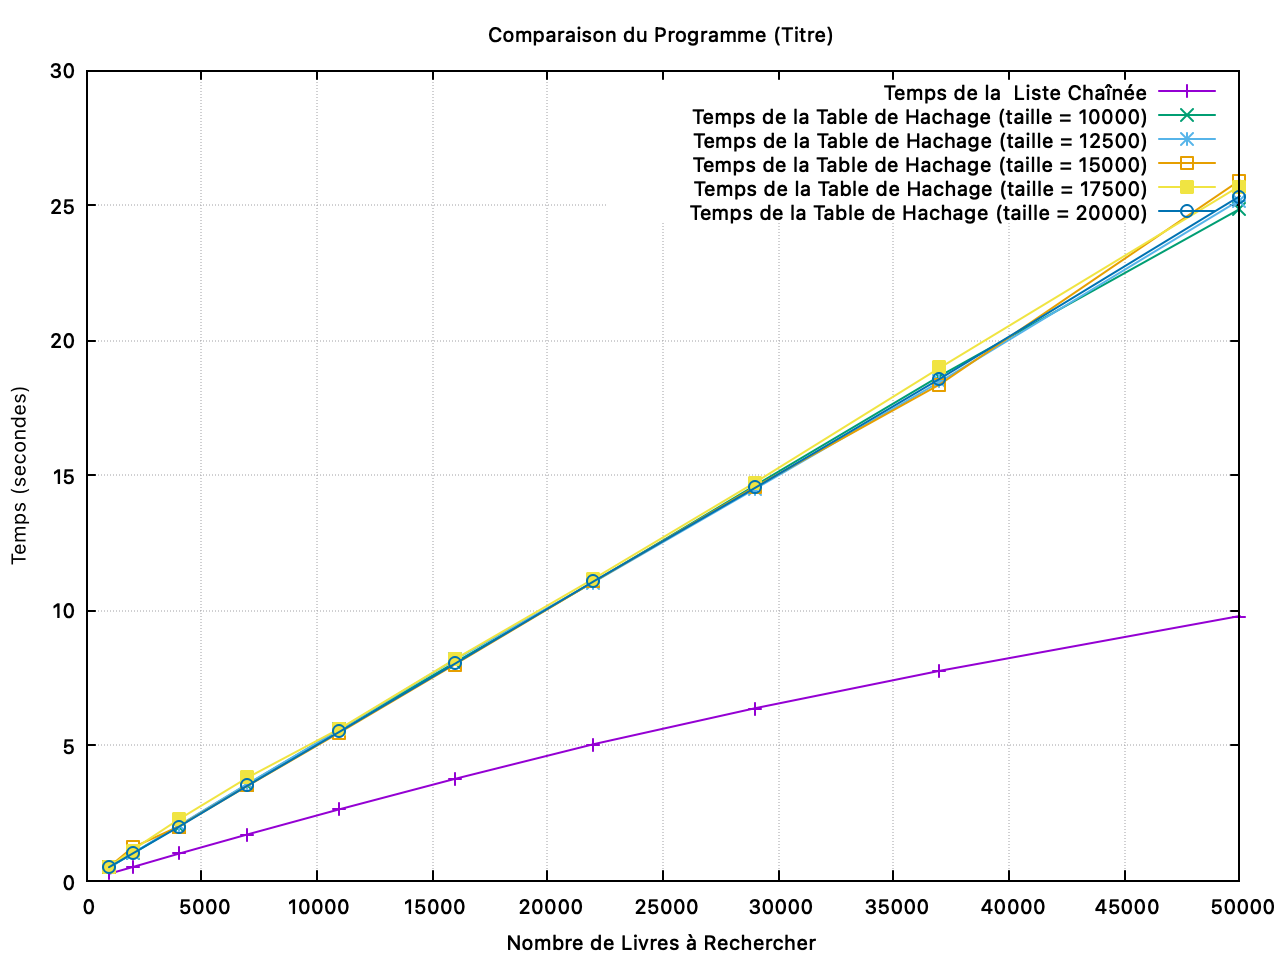 Comparaison du Programme (Titre)
30
25
20
15
10
5
0
Temps (secondes)
Temps de la  Liste Chaînée
Temps de la Table de Hachage (taille = 10000)
Temps de la Table de Hachage (taille = 12500)
Temps de la Table de Hachage (taille = 15000)
Temps de la Table de Hachage (taille = 17500)
Temps de la Table de Hachage (taille = 20000)
0 5000 10000 15000 20000 25000 30000 35000 40000 45000 50000
Nombre de Livres à Rechercher